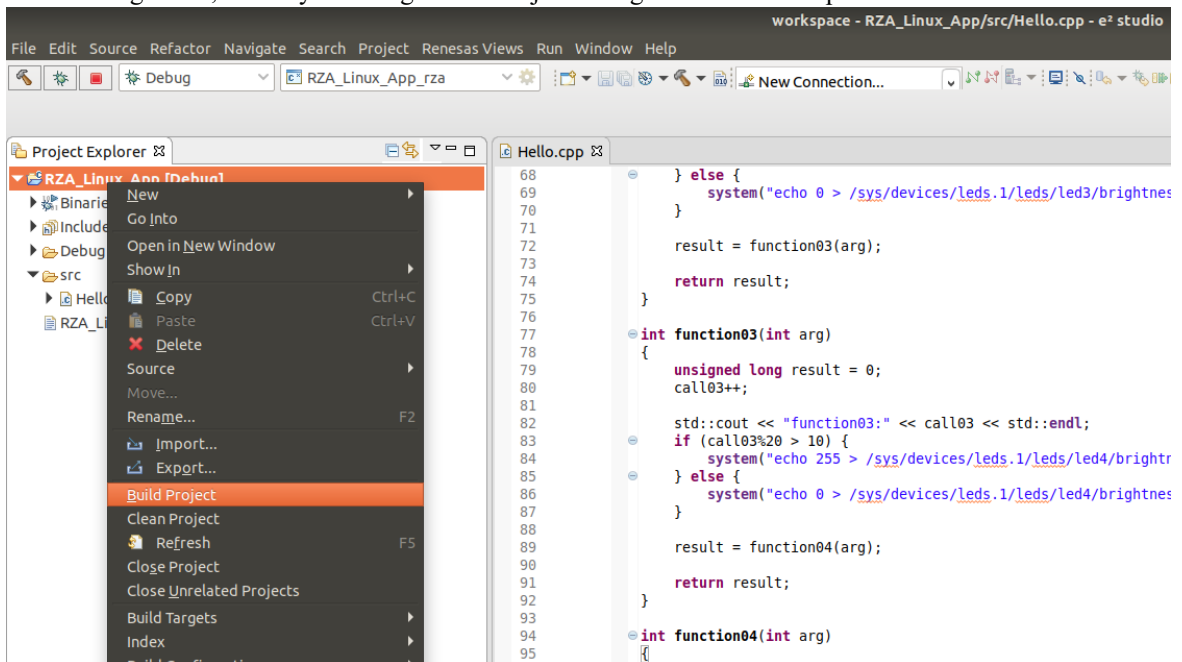 workspace - RZA_Linux_App/src/Hello.cpp - e² studio
File Edit Source Refactor Navigate Search Project Renesas Views Run Window Help
Debug RZA_Linux_App_rza New Connection...
Project Explorer
RZA_Linux_App [Debug]
Binarie
Include
Debug
src
Hello
RZA_Li
New
Go Into
Open in New Window
Show In
Copy Ctrl+C
Paste Ctrl+V
Delete
Source
Move...
Rename... F2
Import...
Export...
Build Project
Clean Project
Refresh F5
Close Project
Close Unrelated Projects
Build Targets
Index
Hello.cpp
68 } else {
69 system("echo 0 > /sys/devices/leds.1/leds/led3/brightnes
70 }
71
72 result = function03(arg);
73
74 return result;
75 }
76
77 int function03(int arg)
78 {
79 unsigned long result = 0;
80 call03++;
81
82 std::cout << "function03:" << call03 << std::endl;
83 if (call03%20 > 10) {
84 system("echo 255 > /sys/devices/leds.1/leds/led4/brightn
85 } else {
86 system("echo 0 > /sys/devices/leds.1/leds/led4/brightnes
87 }
88
89 result = function04(arg);
90
91 return result;
92 }
93
94 int function04(int arg)
95 {